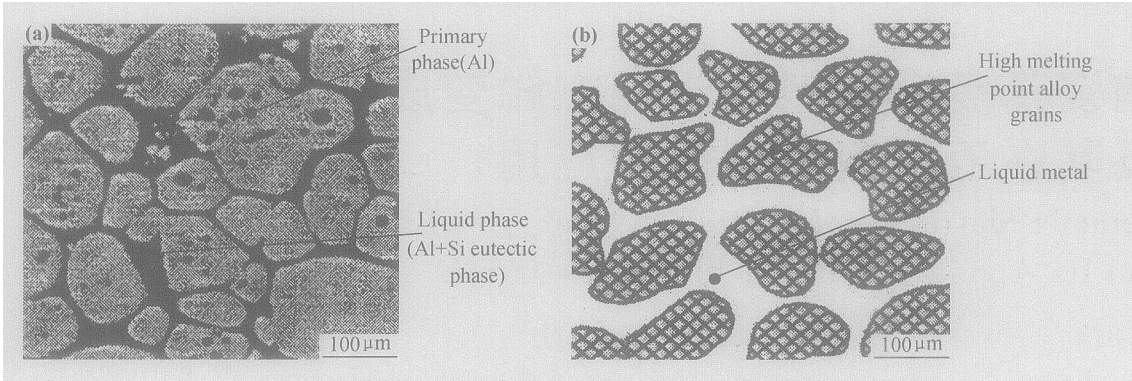 (a)
Primary
phase(Al)
Liquid phase
(Al+Si eutectic
phase)
100μm
(b)
High melting
point alloy
grains
Liquid metal
100μm